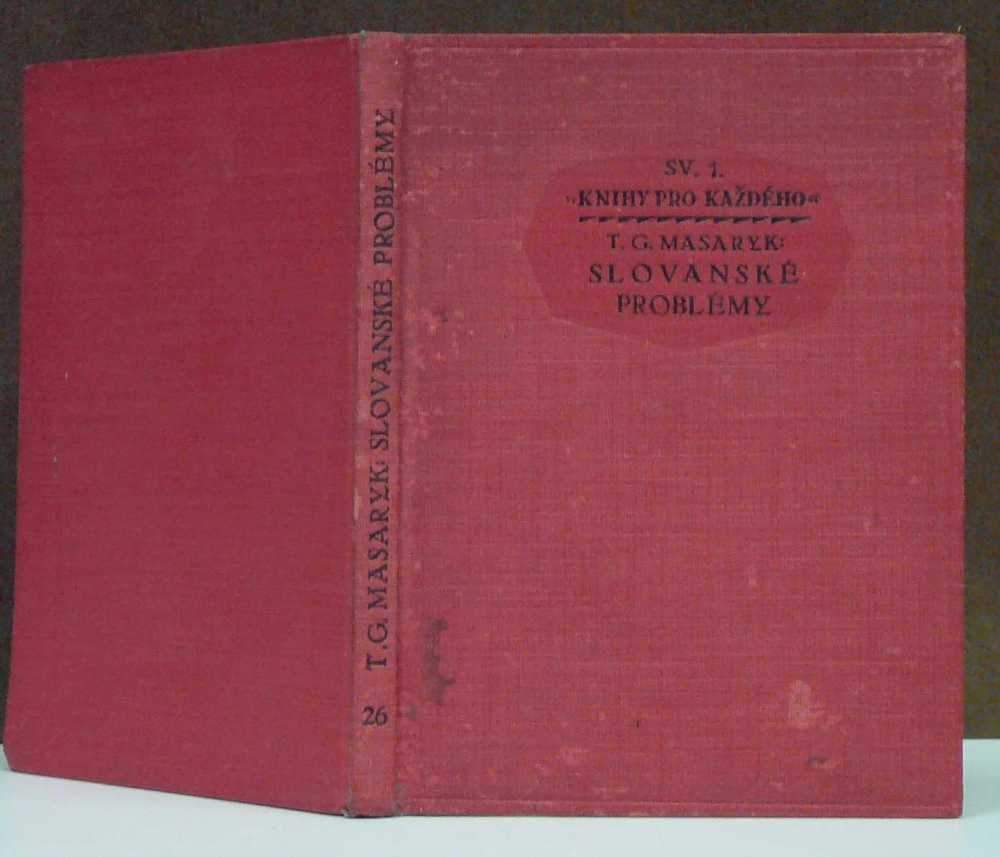 T. G. MASARYK: SLOVANSKÉ PROBLÉMY
26
SV. 1.
„KNIHY PRO KAŽDÉHO“
T. G. MASARYK:
SLOVANSKÉ
PROBLÉMY